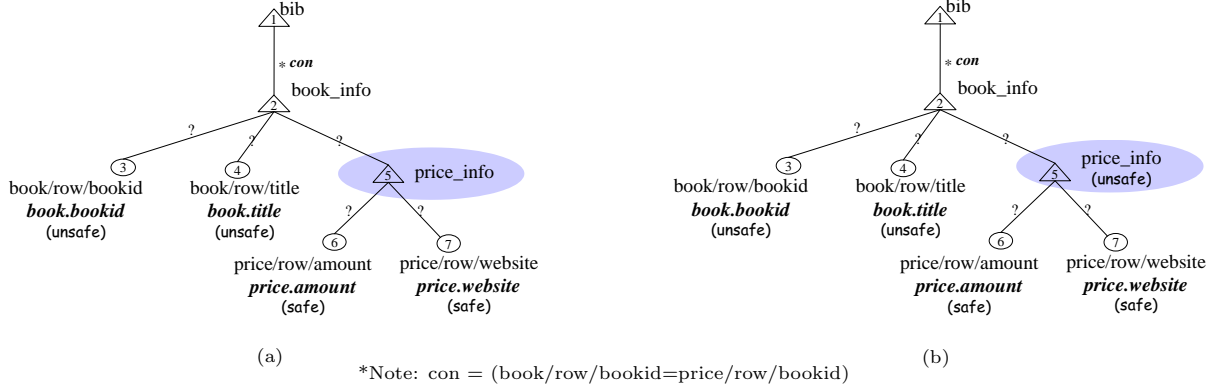 1 bib
* con
book_info
2
? ? ?
3 4 5 price_info
book/row/bookid book/row/title
book.bookid book.title
(unsafe) (unsafe)
? ?
6 7
price/row/amount price/row/website
price.amount price.website
(safe) (safe)
(a)
1 bib
* con
book_info
2
? ? ?
3 4 5 price_info
(unsafe)
book/row/bookid book/row/title
book.bookid book.title
(unsafe) (unsafe)
? ?
6 7
price/row/amount price/row/website
price.amount price.website
(safe) (safe)
(b)
*Note: con = (book/row/bookid=price/row/bookid)